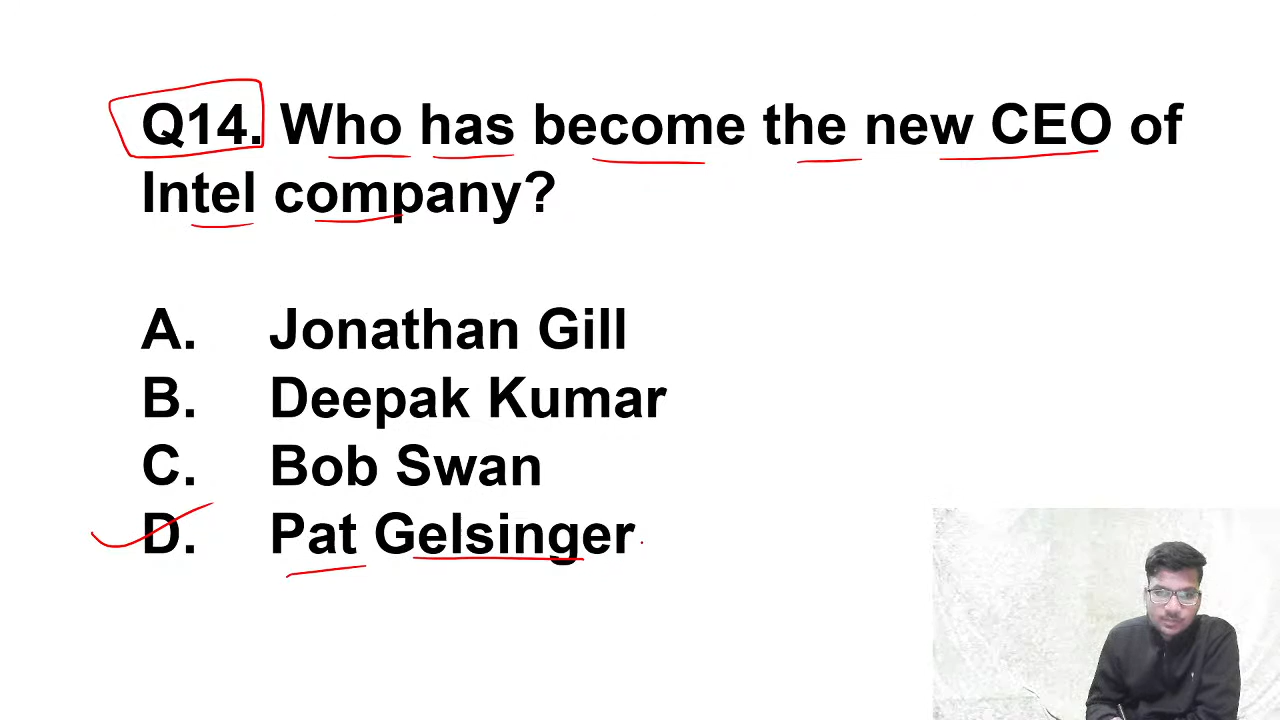 Q14. Who has become the new CEO of
Intel company?
A. Jonathan Gill
B. Deepak Kumar
C. Bob Swan
D. Pat Gelsinger